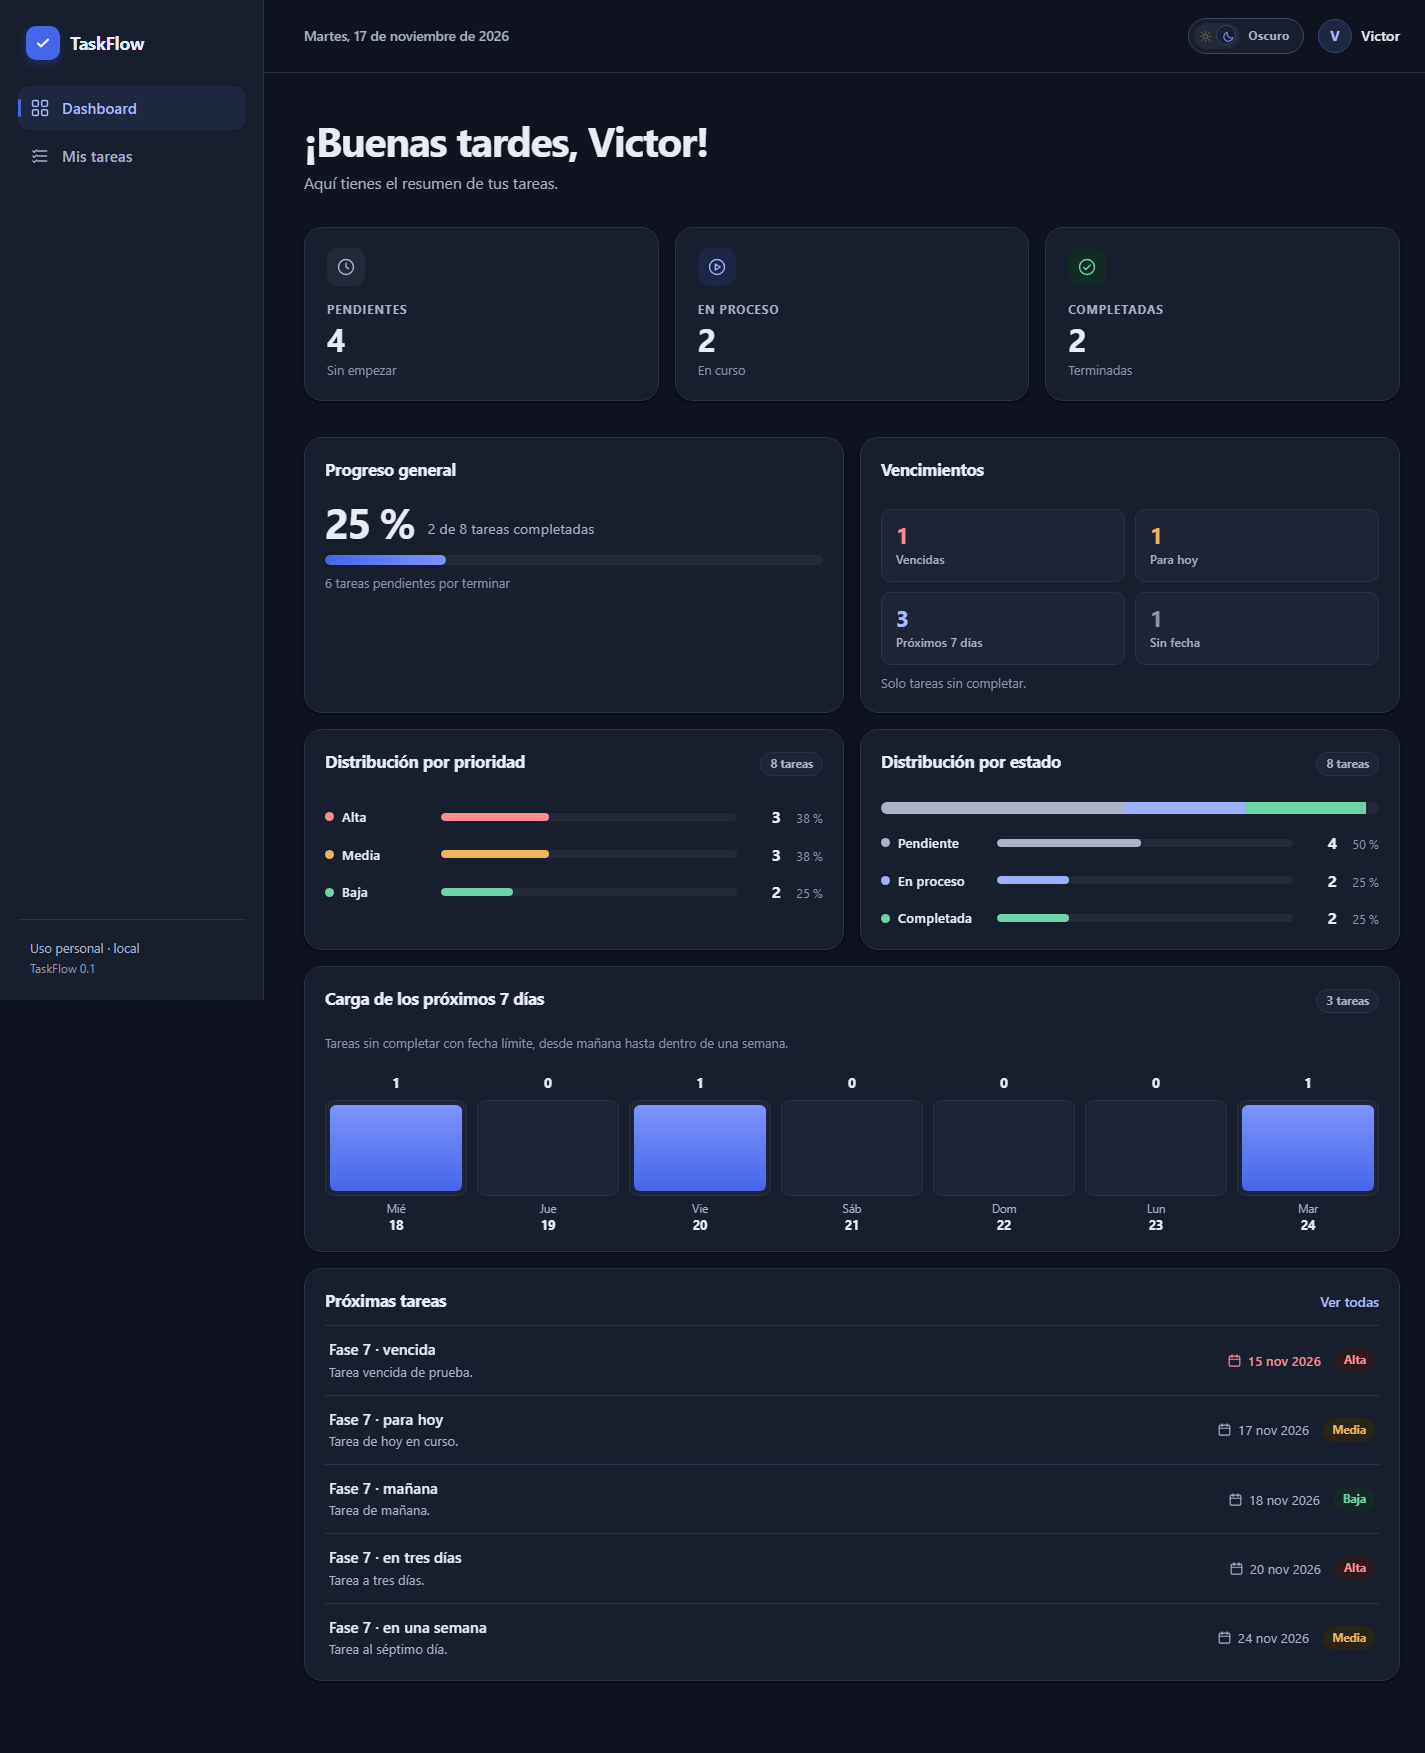 TaskFlow
Dashboard
Mis tareas
Uso personal · local
TaskFlow 0.1
Martes, 17 de noviembre de 2026
Oscuro
V
Victor
¡Buenas tardes, Victor!
Aquí tienes el resumen de tus tareas.
PENDIENTES
4
Sin empezar
EN PROCESO
2
En curso
COMPLETADAS
2
Terminadas
Progreso general
25 % 2 de 8 tareas completadas
6 tareas pendientes por terminar
Vencimientos
1
Vencidas
1
Para hoy
3
Próximos 7 días
1
Sin fecha
Solo tareas sin completar.
Distribución por prioridad
8 tareas
Alta 3 38 %
Media 3 38 %
Baja 2 25 %
Distribución por estado
8 tareas
Pendiente 4 50 %
En proceso 2 25 %
Completada 2 25 %
Carga de los próximos 7 días
3 tareas
Tareas sin completar con fecha límite, desde mañana hasta dentro de una semana.
1 0 1 0 0 0 1
Mié Jue Vie Sáb Dom Lun Mar
18 19 20 21 22 23 24
Próximas tareas
Ver todas
Fase 7 · vencida
Tarea vencida de prueba.
15 nov 2026 Alta
Fase 7 · para hoy
Tarea de hoy en curso.
17 nov 2026 Media
Fase 7 · mañana
Tarea de mañana.
18 nov 2026 Baja
Fase 7 · en tres días
Tarea a tres días.
20 nov 2026 Alta
Fase 7 · en una semana
Tarea al séptimo día.
24 nov 2026 Media